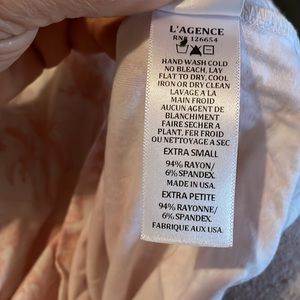 L'AGENCE
RN# 126654
HAND WASH COLD
NO BLEACH, LAY
FLAT TO DRY, COOL
IRON OR DRY CLEAN
LAVAGE A LA
MAIN FROID
AUCUN AGENT DE
BLANCHIMENT
FAIRE SECHER A
PLANT, FER FROID
OU NETTOYAGE A SEC
EXTRA SMALL
94% RAYON/
6% SPANDEX.
MADE IN USA.
EXTRA PETITE
94% RAYONNE/
6% SPANDEX.
FABRIQUE AUX USA.